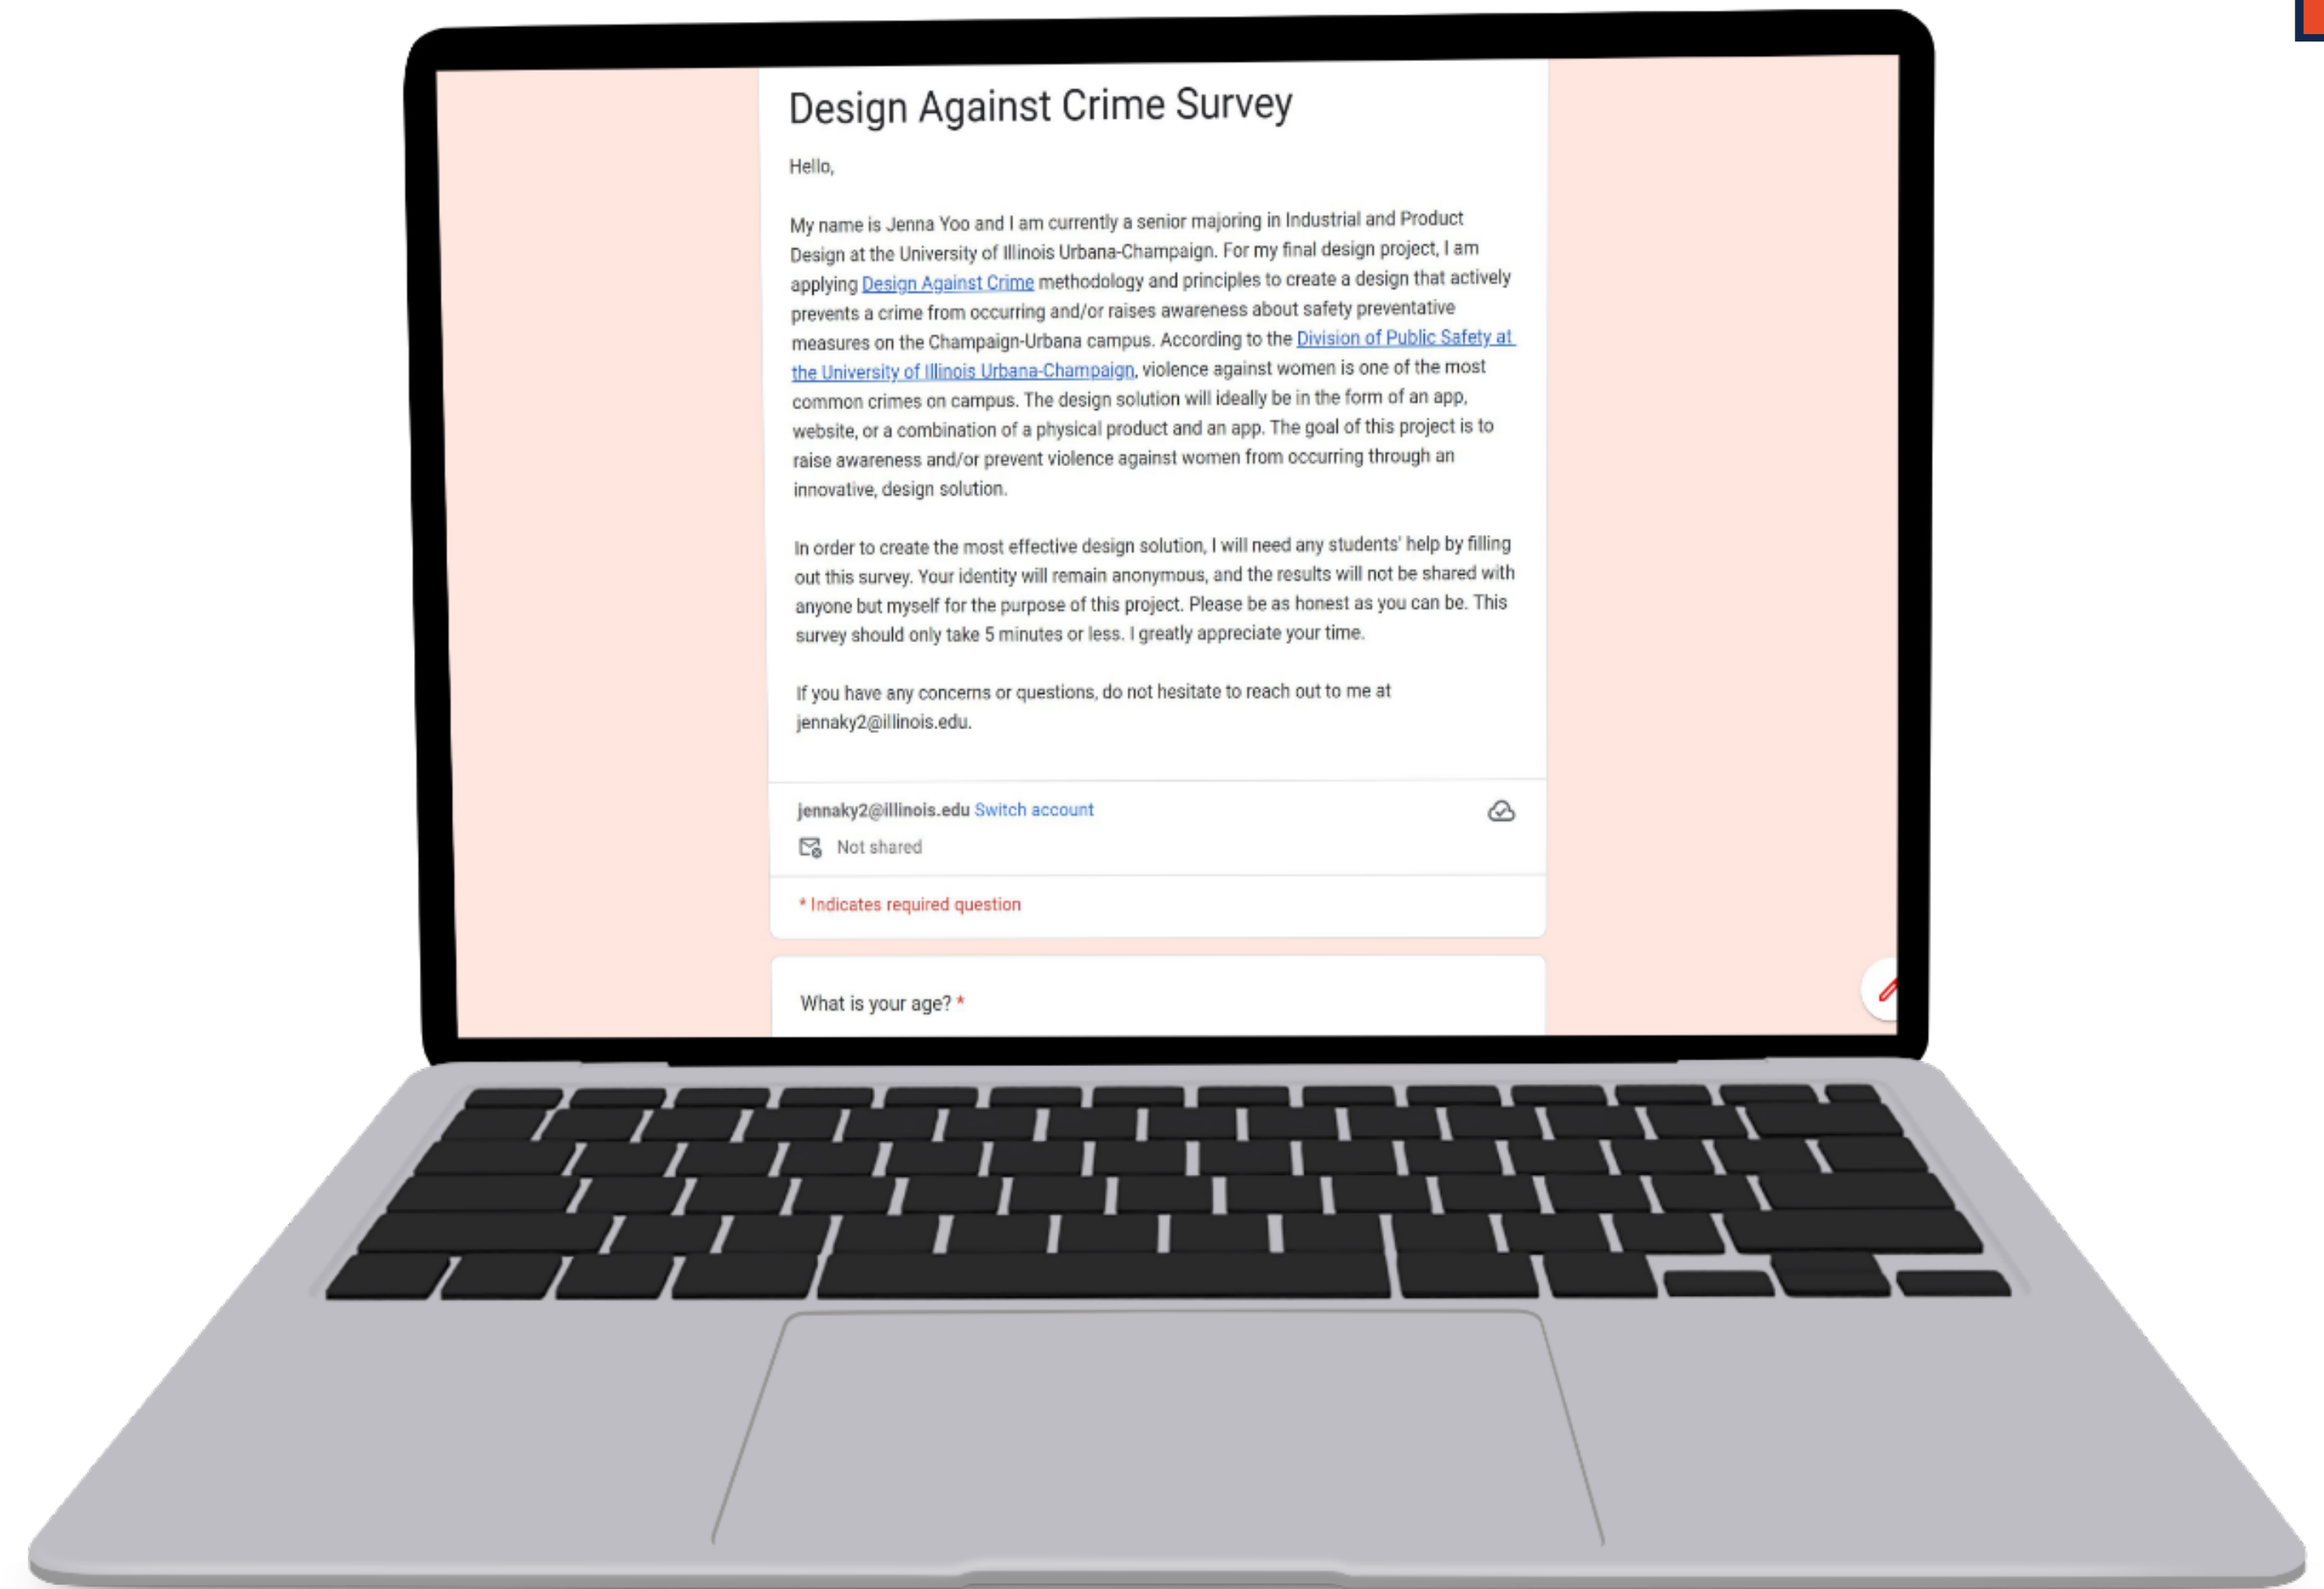 Design Against Crime Survey
Hello,
My name is Jenna Yoo and I am currently a senior majoring in Industrial and Product
Design at the University of Illinois Urbana-Champaign. For my final design project, I am
applying Design Against Crime methodology and principles to create a design that actively
prevents a crime from occurring and/or raises awareness about safety preventative
measures on the Champaign-Urbana campus. According to the Division of Public Safety at
the University of Illinois Urbana-Champaign, violence against women is one of the most
common crimes on campus. The design solution will ideally be in the form of an app,
website, or a combination of a physical product and an app. The goal of this project is to
raise awareness and/or prevent violence against women from occurring through an
innovative, design solution.
In order to create the most effective design solution, I will need any students' help by filling
out this survey. Your identity will remain anonymous, and the results will not be shared with
anyone but myself for the purpose of this project. Please be as honest as you can be. This
survey should only take 5 minutes or less. I greatly appreciate your time.
If you have any concerns or questions, do not hesitate to reach out to me at
jennaky2@illinois.edu.
jennaky2@illinois.edu Switch account
Not shared
* Indicates required question
What is your age? *